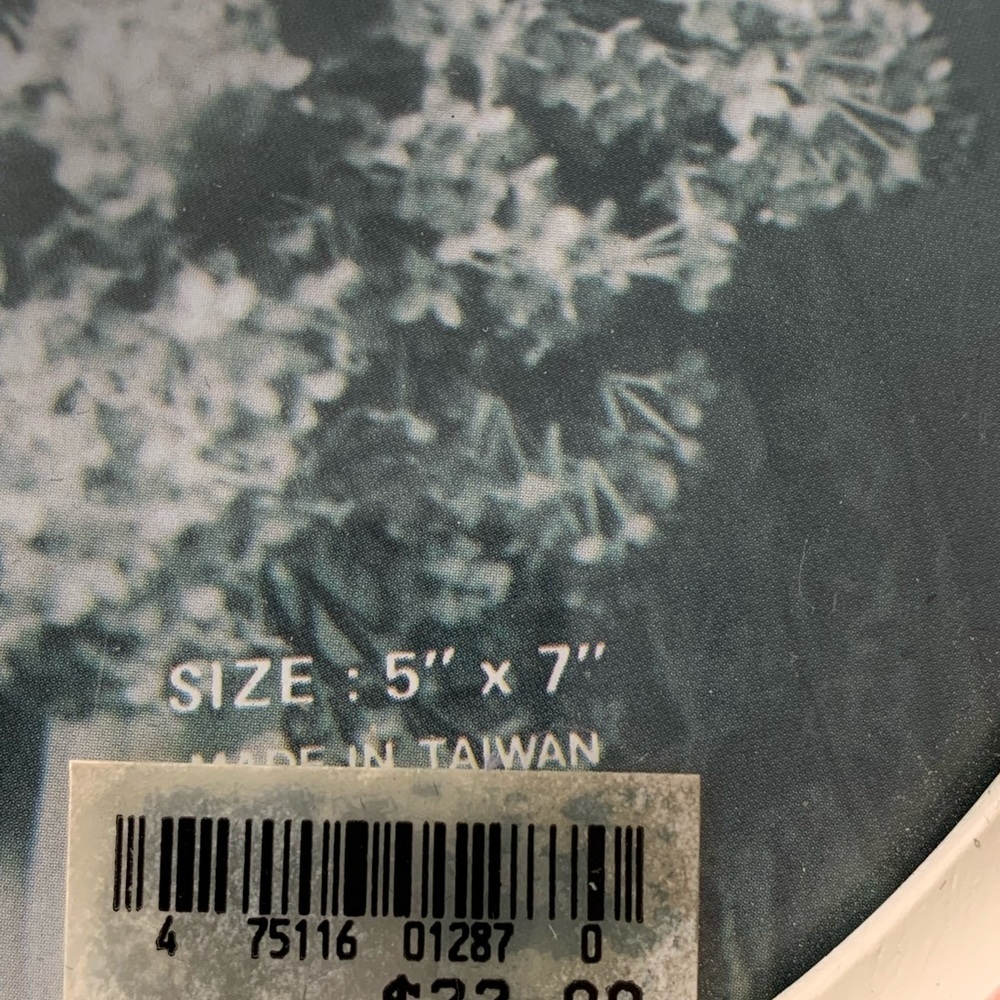 SIZE : 5" x 7"
MADE IN TAIWAN
4 75116 01287 0